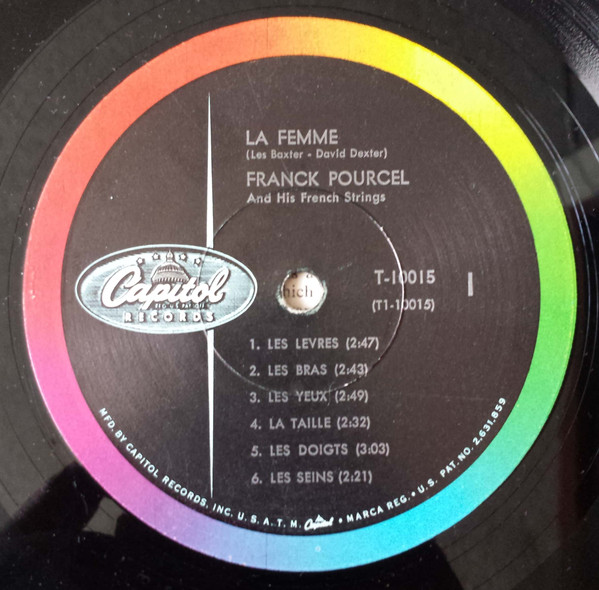 LA FEMME
(Les Baxter - David Dexter)
FRANCK POURCEL
And His French Strings
Capitol
RECORDS
T-10015
1
(T1-10015)
hich
1. LES LEVRES (2:47)
2. LES BRAS (2:43)
3. LES YEUX (2:49)
4. LA TAILLE (2:32)
5. LES DOIGTS (3:03)
6. LES SEINS (2:21)
MFD. BY CAPITOL RECORDS, INC. U. S. A. T. M. Capitol • MARCA REG. • U. S. PAT. NO. 2,631,859